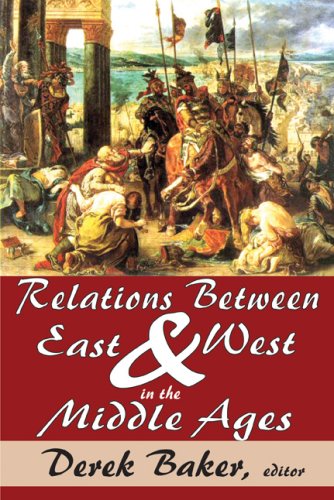 Relations Between
East & West
in the
Middle Ages
Derek Baker, editor